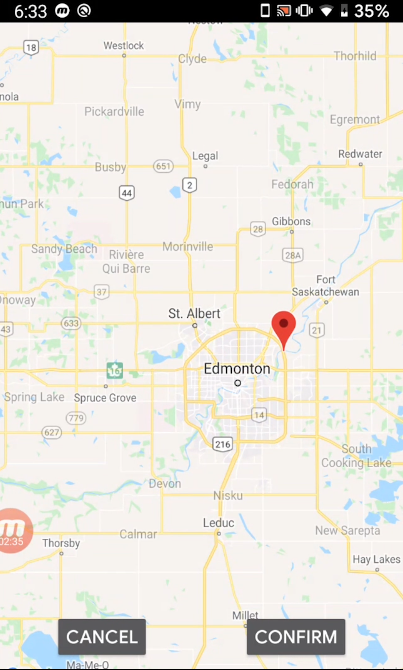 6:33 35%
Westlock
18
Clyde
Thorhild
Vimy
Pickardville
Egremont
Legal
Redwater
Busby
651
2
44
Fedorah
Gibbons
28
Sandy Beach
Morinville
Rivière
Qui Barre
28A
Fort
Saskatchewan
37
Onoway
St. Albert
43
633
21
16
Edmonton
Spring Lake
Spruce Grove
779
14
627
216
South
Cooking Lake
Devon
Nisku
Leduc
02:35
Calmar
New Sarepta
Thorsby
Hay Lakes
Millet
CANCEL
CONFIRM
Ma-Me-O